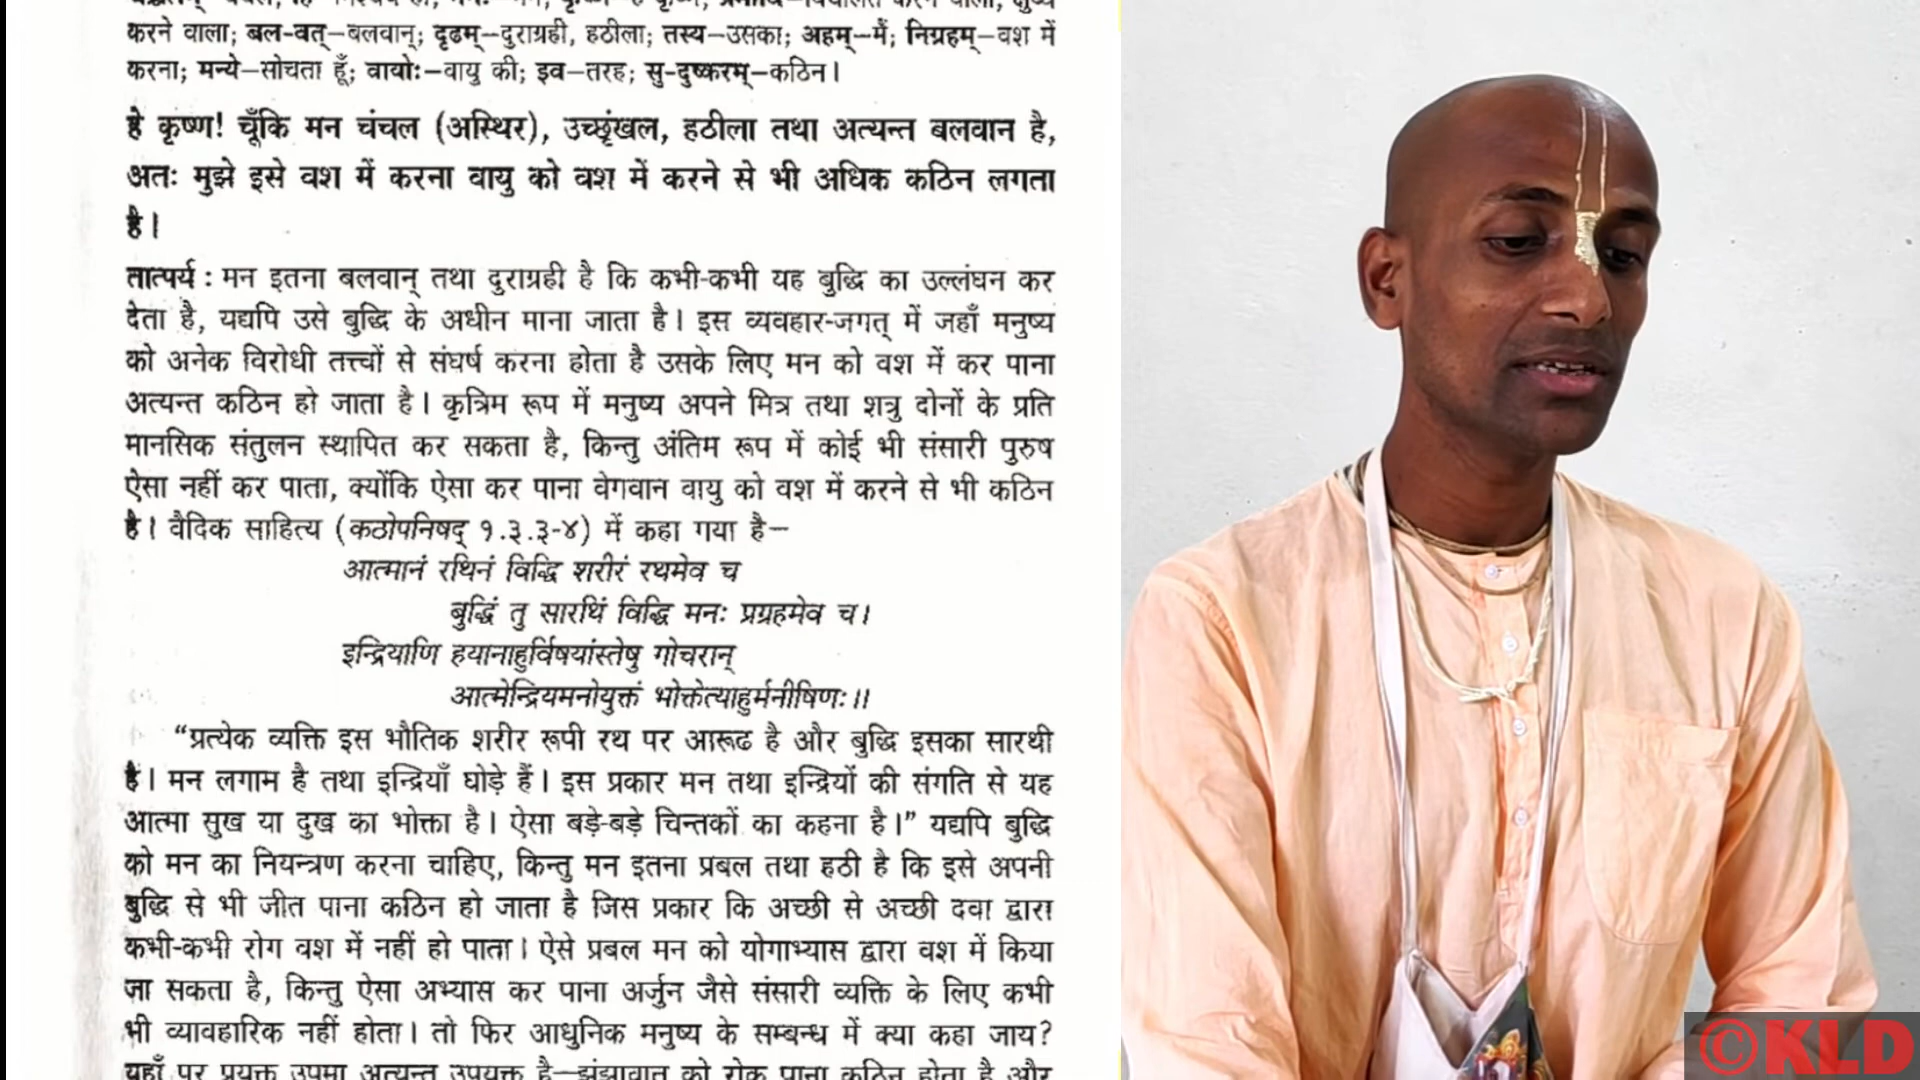 करने वाला; बल-वत्—बलवान्; दृढम्—दुराग्रही, हठीला; तस्य—उसका; अहम्—मैं; निग्रहम्—वश में
करना; मन्ये—सोचता हूँ; वायोः—वायु की; इव—तरह; सु-दुष्करम्—कठिन।
हे कृष्ण! चूँकि मन चंचल (अस्थिर), उच्छृंखल, हठीला तथा अत्यन्त बलवान है,
अतः मुझे इसे वश में करना वायु को वश में करने से भी अधिक कठिन लगता
है।
तात्पर्य : मन इतना बलवान् तथा दुराग्रही है कि कभी-कभी यह बुद्धि का उल्लंघन कर
देता है, यद्यपि उसे बुद्धि के अधीन माना जाता है। इस व्यवहार-जगत् में जहाँ मनुष्य
को अनेक विरोधी तत्त्वों से संघर्ष करना होता है उसके लिए मन को वश में कर पाना
अत्यन्त कठिन हो जाता है। कृत्रिम रूप में मनुष्य अपने मित्र तथा शत्रु दोनों के प्रति
मानसिक संतुलन स्थापित कर सकता है, किन्तु अंतिम रूप में कोई भी संसारी पुरुष
ऐसा नहीं कर पाता, क्योंकि ऐसा कर पाना वेगवान वायु को वश में करने से भी कठिन
है। वैदिक साहित्य (कठोपनिषद् १.३.३-४) में कहा गया है—
आत्मानं रथिनं विद्धि शरीरं रथमेव च
बुद्धिं तु सारथिं विद्धि मनः प्रग्रहमेव च।
इन्द्रियाणि हयानाहुर्विषयांस्तेषु गोचरान्
आत्मेन्द्रियमनोयुक्तं भोक्तेत्याहुर्मनीषिणः।।
“प्रत्येक व्यक्ति इस भौतिक शरीर रूपी रथ पर आरूढ है और बुद्धि इसका सारथी
है। मन लगाम है तथा इन्द्रियाँ घोड़े हैं। इस प्रकार मन तथा इन्द्रियों की संगति से यह
आत्मा सुख या दुख का भोक्ता है। ऐसा बड़े-बड़े चिन्तकों का कहना है।” यद्यपि बुद्धि
को मन का नियन्त्रण करना चाहिए, किन्तु मन इतना प्रबल तथा हठी है कि इसे अपनी
बुद्धि से भी जीत पाना कठिन हो जाता है जिस प्रकार कि अच्छी से अच्छी दवा द्वारा
कभी-कभी रोग वश में नहीं हो पाता। ऐसे प्रबल मन को योगाभ्यास द्वारा वश में किया
जा सकता है, किन्तु ऐसा अभ्यास कर पाना अर्जुन जैसे संसारी व्यक्ति के लिए कभी
भी व्यावहारिक नहीं होता। तो फिर आधुनिक मनुष्य के सम्बन्ध में क्या कहा जाय?
यहाँ पर प्रयुक्त उपमा अत्यन्त उपयुक्त है—झंझावात को रोक पाना कठिन होता है और
©KLD